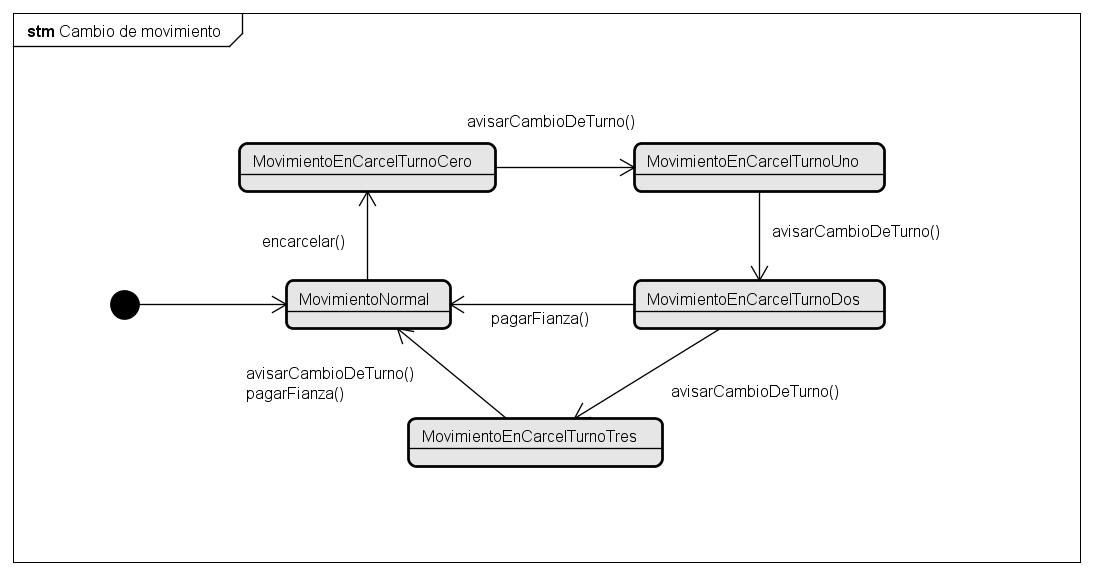 stm Cambio de movimiento
avisarCambioDeTurno()
MovimientoEnCarcelTurnoCero
MovimientoEnCarcelTurnoUno
encarcelar()
avisarCambioDeTurno()
MovimientoNormal
MovimientoEnCarcelTurnoDos
pagarFianza()
avisarCambioDeTurno()
pagarFianza()
avisarCambioDeTurno()
MovimientoEnCarcelTurnoTres